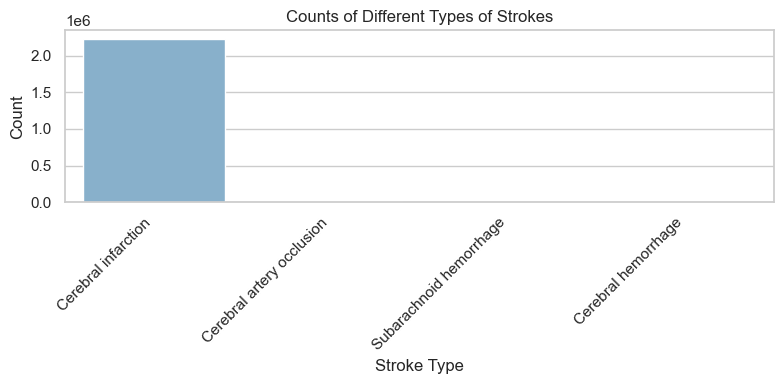 Counts of Different Types of Strokes
1e6
2.0
1.5
1.0
0.5
0.0
Count
Cerebral infarction
Cerebral artery occlusion
Subarachnoid hemorrhage
Cerebral hemorrhage
Stroke Type